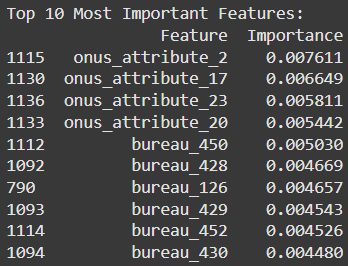 Top 10 Most Important Features:
Feature Importance
1115 onus_attribute_2 0.007611
1130 onus_attribute_17 0.006649
1136 onus_attribute_23 0.005811
1133 onus_attribute_20 0.005442
1112 bureau_450 0.005030
1092 bureau_428 0.004669
790 bureau_126 0.004657
1093 bureau_429 0.004543
1114 bureau_452 0.004526
1094 bureau_430 0.004480